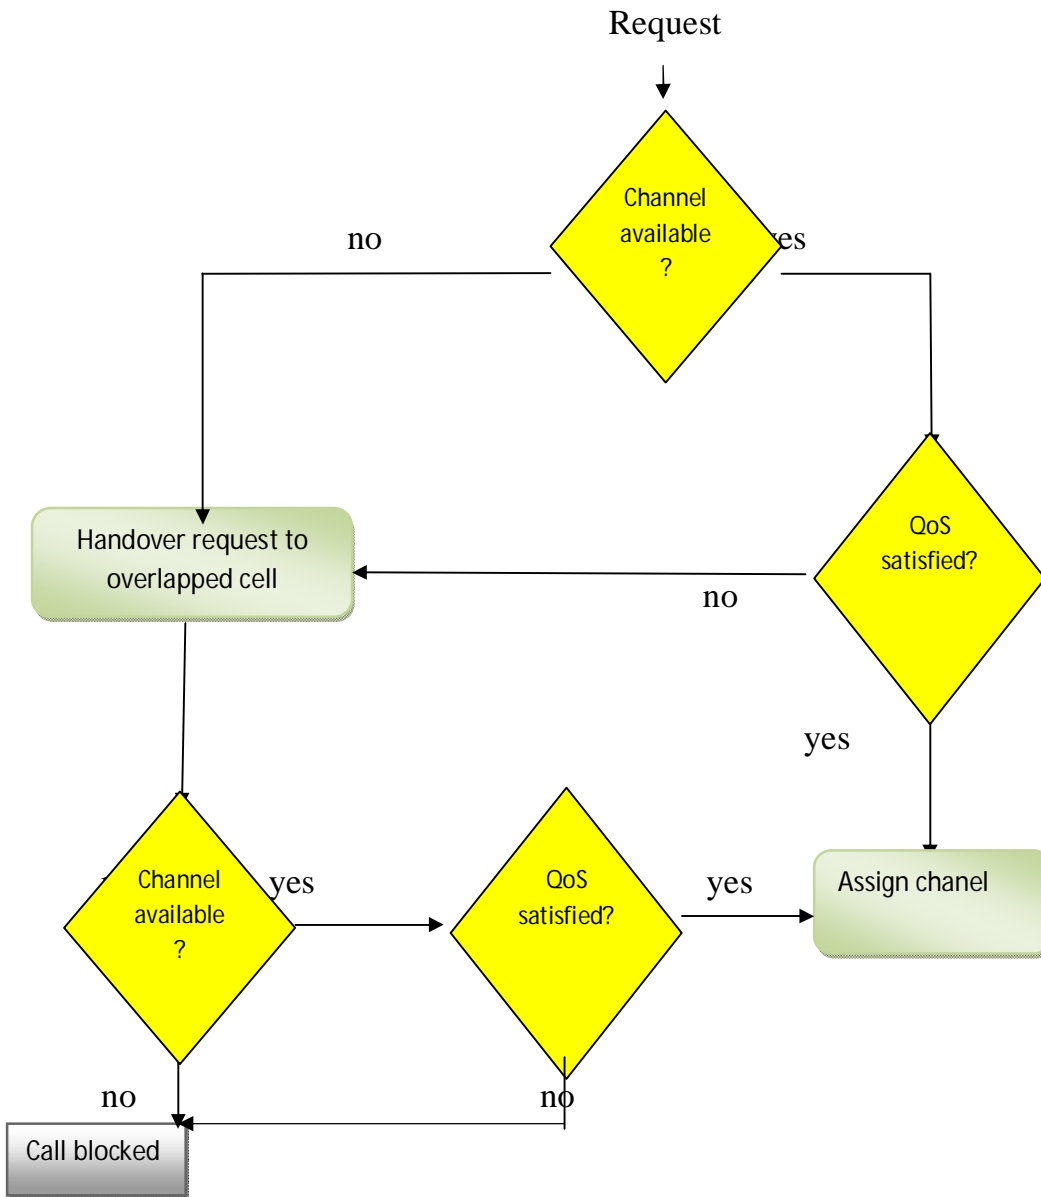 Request
Channel
available
?
no
QoS
satisfied?
Handover request to
overlapped cell
no
yes
Channel
available
?
yes
QoS
satisfied?
yes
Assign chanel
no
no
Call blocked